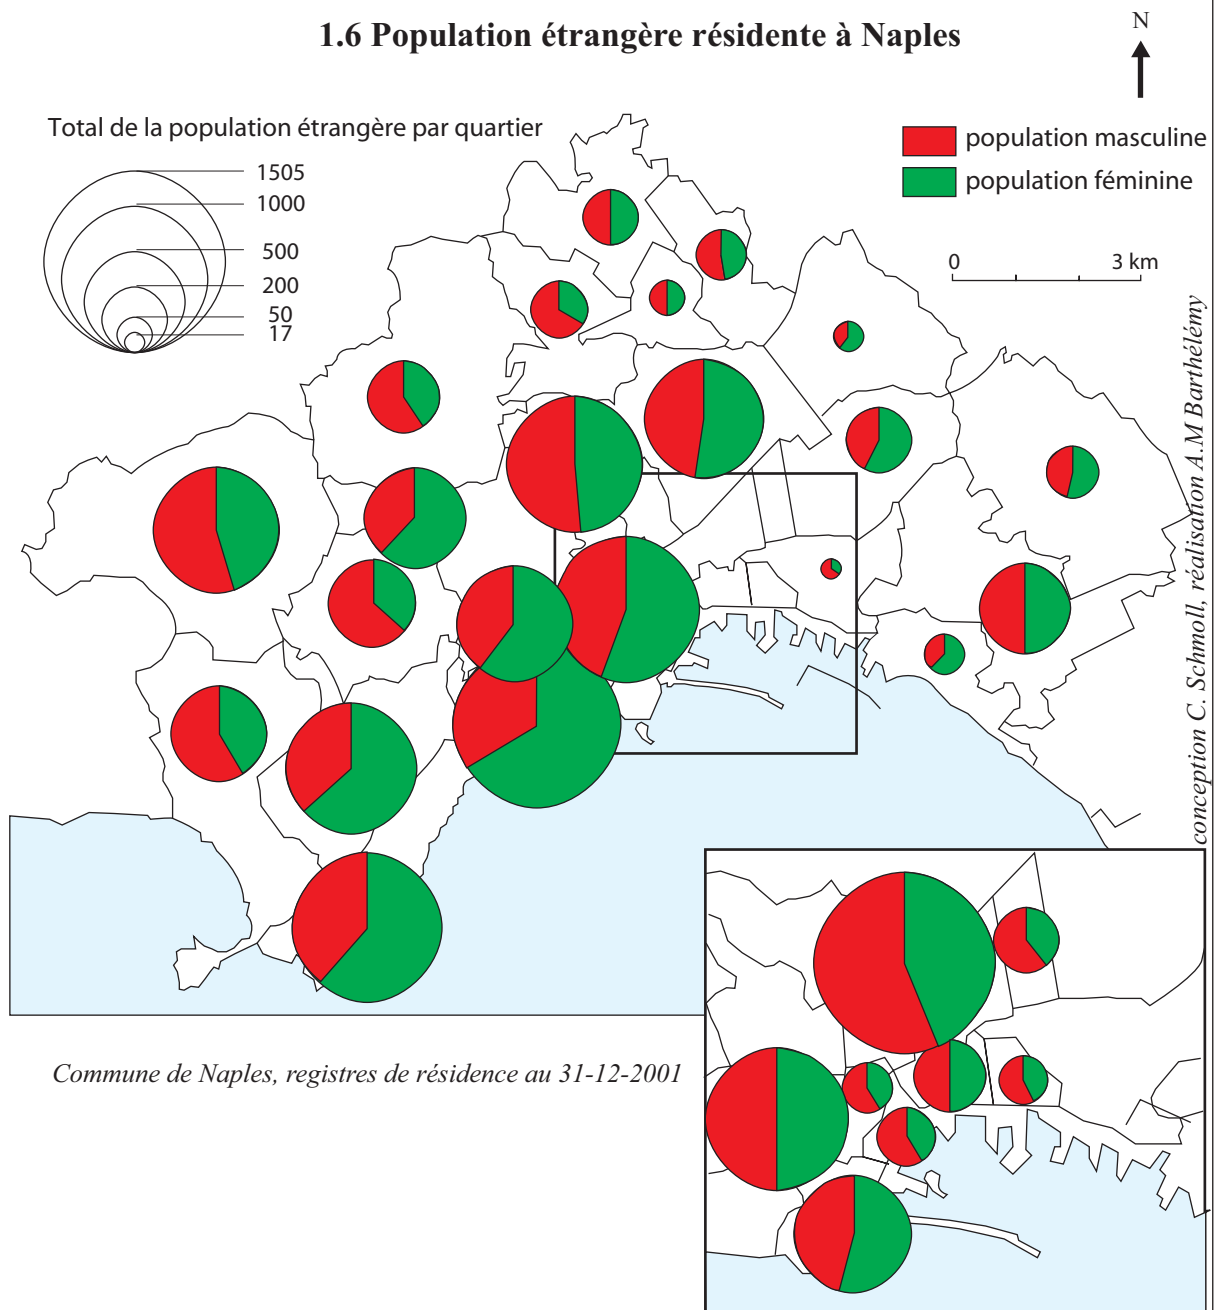 1.6 Population étrangère résidente à Naples
N
Total de la population étrangère par quartier
1505
1000
500
200
50
17
population masculine
population féminine
0 3 km
conception C. Schmoll, réalisation A.M Barthélémy
Commune de Naples, registres de résidence au 31-12-2001